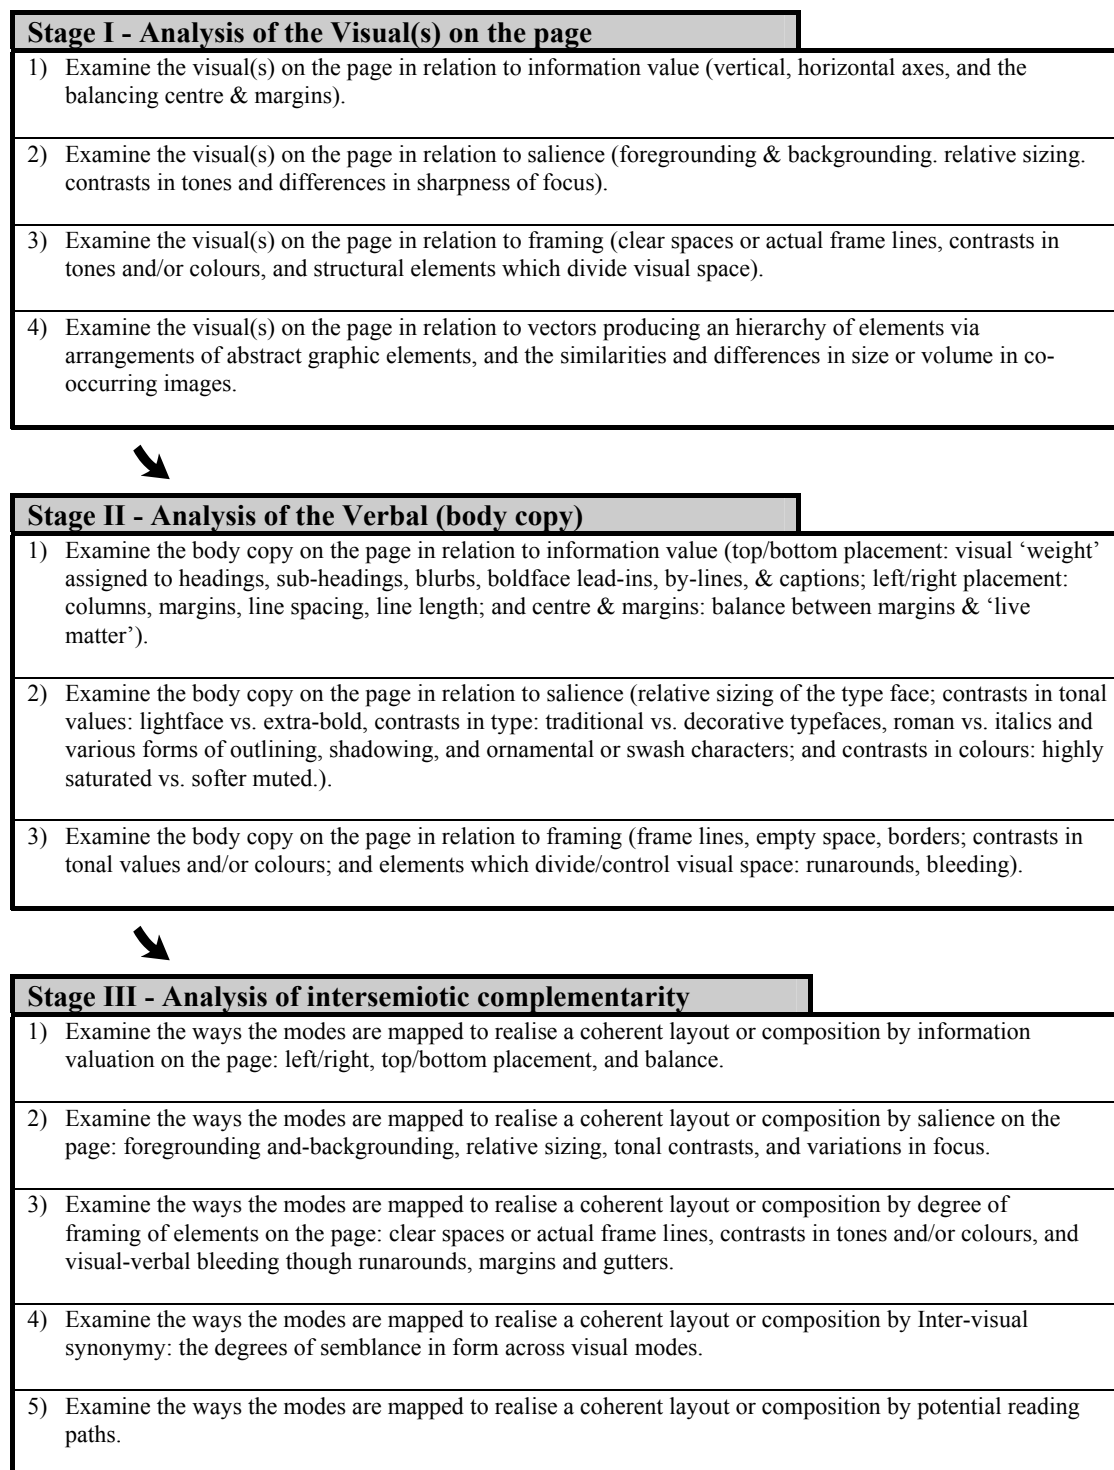 Stage I - Analysis of the Visual(s) on the page
1) Examine the visual(s) on the page in relation to information value (vertical, horizontal axes, and the
balancing centre & margins).
2) Examine the visual(s) on the page in relation to salience (foregrounding & backgrounding. relative sizing.
contrasts in tones and differences in sharpness of focus).
3) Examine the visual(s) on the page in relation to framing (clear spaces or actual frame lines, contrasts in
tones and/or colours, and structural elements which divide visual space).
4) Examine the visual(s) on the page in relation to vectors producing an hierarchy of elements via
arrangements of abstract graphic elements, and the similarities and differences in size or volume in co-
occurring images.
Stage II - Analysis of the Verbal (body copy)
1) Examine the body copy on the page in relation to information value (top/bottom placement: visual ‘weight’
assigned to headings, sub-headings, blurbs, boldface lead-ins, by-lines, & captions; left/right placement:
columns, margins, line spacing, line length; and centre & margins: balance between margins & ‘live
matter’).
2) Examine the body copy on the page in relation to salience (relative sizing of the type face; contrasts in tonal
values: lightface vs. extra-bold, contrasts in type: traditional vs. decorative typefaces, roman vs. italics and
various forms of outlining, shadowing, and ornamental or swash characters; and contrasts in colours: highly
saturated vs. softer muted.).
3) Examine the body copy on the page in relation to framing (frame lines, empty space, borders; contrasts in
tonal values and/or colours; and elements which divide/control visual space: runarounds, bleeding).
Stage III - Analysis of intersemiotic complementarity
1) Examine the ways the modes are mapped to realise a coherent layout or composition by information
valuation on the page: left/right, top/bottom placement, and balance.
2) Examine the ways the modes are mapped to realise a coherent layout or composition by salience on the
page: foregrounding and-backgrounding, relative sizing, tonal contrasts, and variations in focus.
3) Examine the ways the modes are mapped to realise a coherent layout or composition by degree of
framing of elements on the page: clear spaces or actual frame lines, contrasts in tones and/or colours, and
visual-verbal bleeding though runarounds, margins and gutters.
4) Examine the ways the modes are mapped to realise a coherent layout or composition by Inter-visual
synonymy: the degrees of semblance in form across visual modes.
5) Examine the ways the modes are mapped to realise a coherent layout or composition by potential reading
paths.